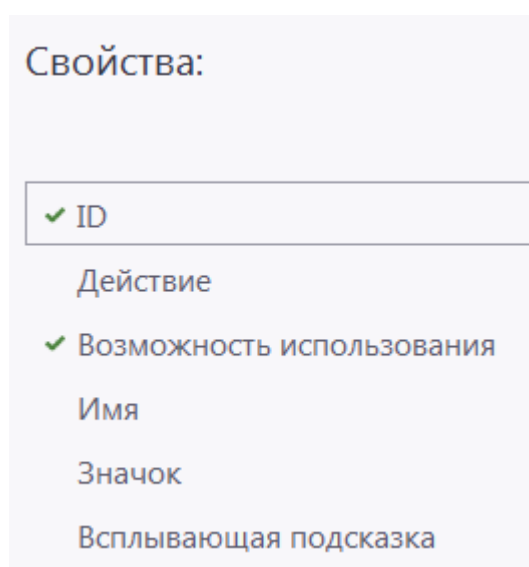 Свойства:
ID
Действие
Возможность использования
Имя
Значок
Всплывающая подсказка